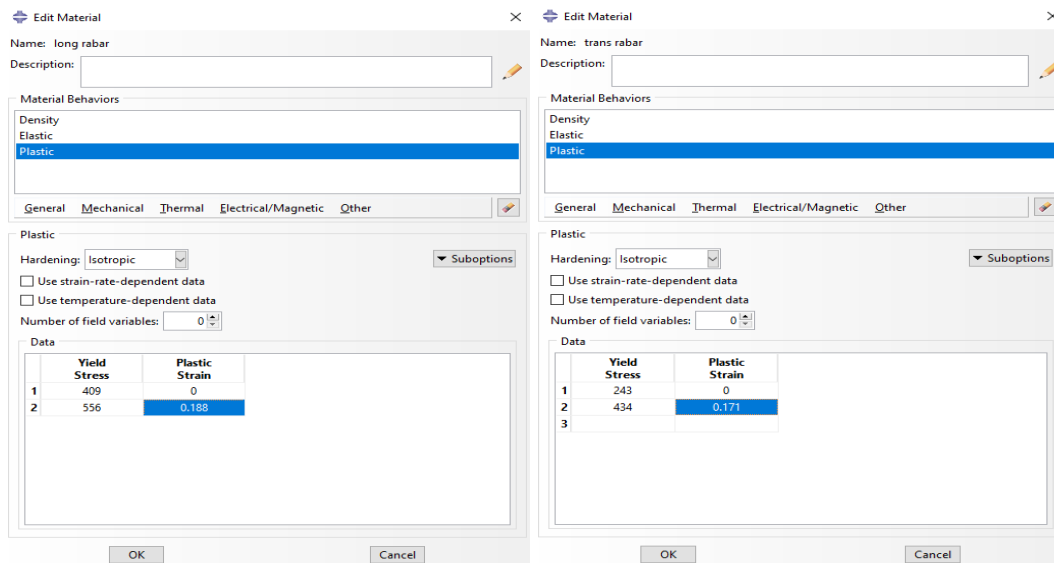 Edit Material
Name: long rabar
Description:
Material Behaviors
Density
Elastic
Plastic
General Mechanical Thermal Electrical/Magnetic Other
Plastic
Hardening: Isotropic
Suboptions
Use strain-rate-dependent data
Use temperature-dependent data
Number of field variables: 0
Data
Yield Stress Plastic Strain
1 409 0
2 556 0.188
OK Cancel
Edit Material
Name: trans rabar
Description:
Material Behaviors
Density
Elastic
Plastic
General Mechanical Thermal Electrical/Magnetic Other
Plastic
Hardening: Isotropic
Suboptions
Use strain-rate-dependent data
Use temperature-dependent data
Number of field variables: 0
Data
Yield Stress Plastic Strain
1 243 0
2 434 0.171
3
OK Cancel